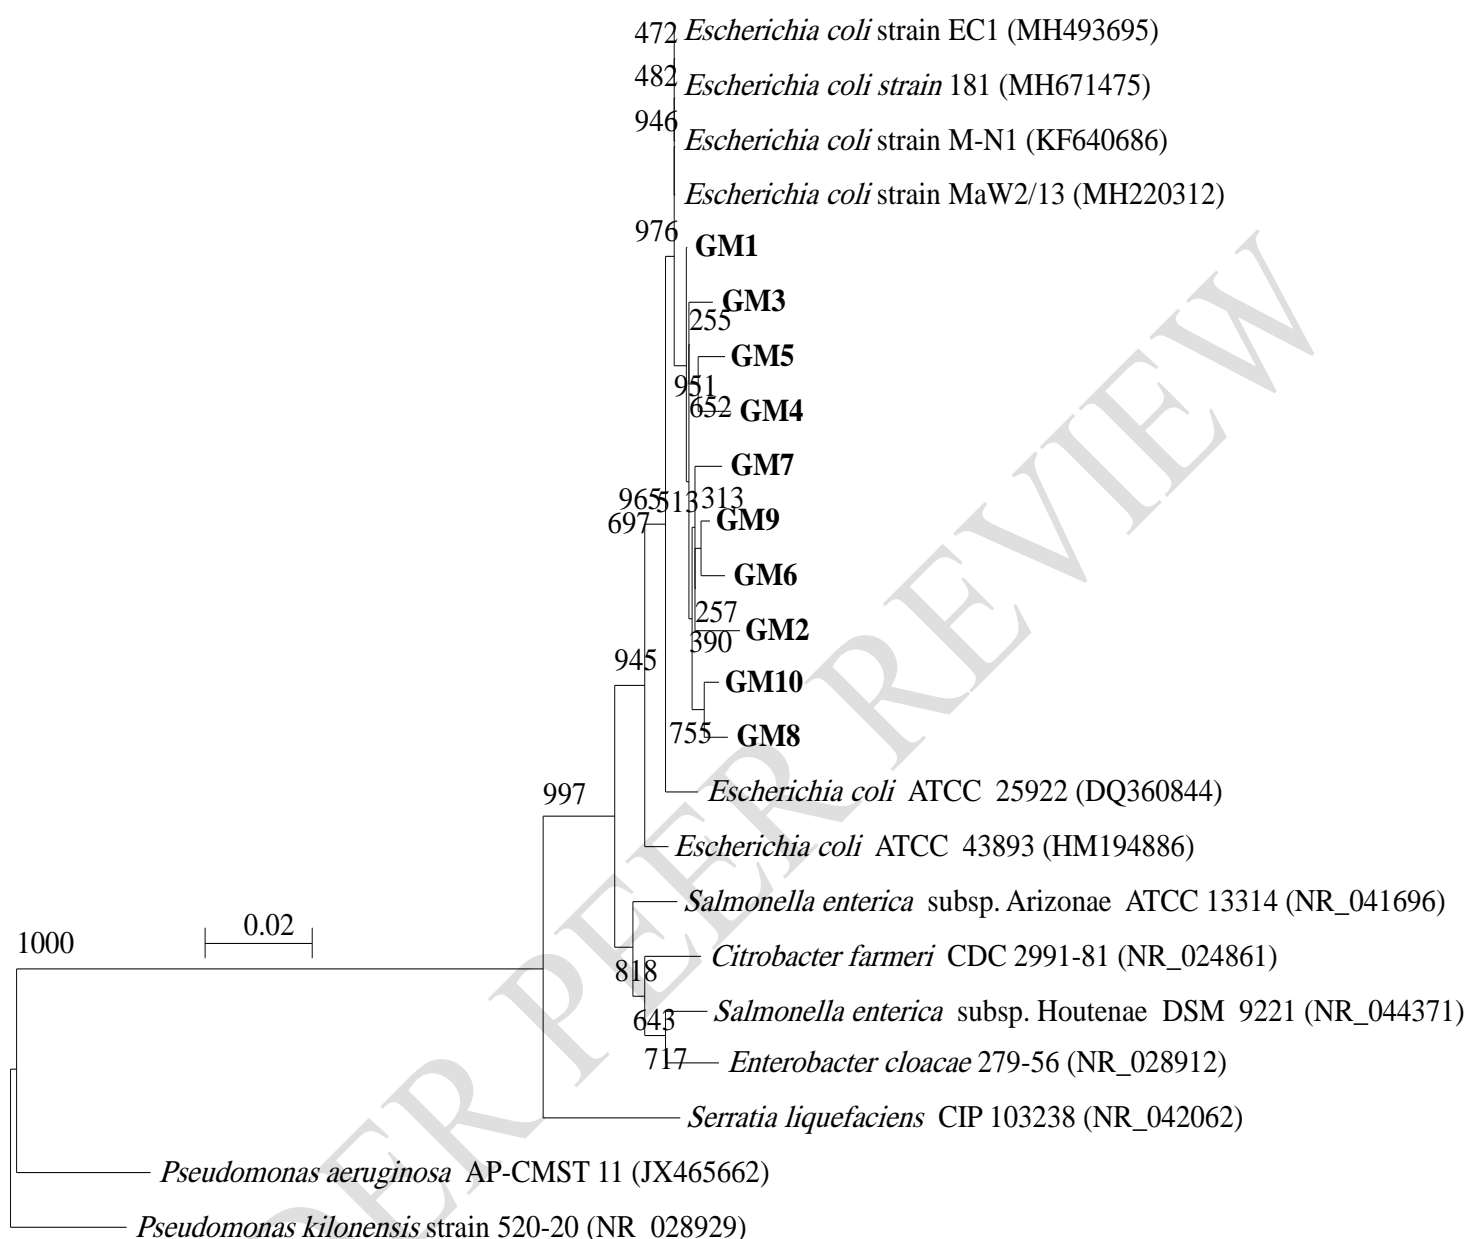 472 Escherichia coli strain EC1 (MH493695)
482 Escherichia coli strain 181 (MH671475)
946 Escherichia coli strain M-N1 (KF640686)
Escherichia coli strain MaW2/13 (MH220312)
976 GM1
GM3
255
GM5
951
652 GM4
GM7
965 513 313
697 GM9
GM6
257
GM2
390
945
GM10
755 GM8
Escherichia coli ATCC 25922 (DQ360844)
997
Escherichia coli ATCC 43893 (HM194886)
Salmonella enterica subsp. Arizonae ATCC 13314 (NR_041696)
0.02
1000
Citrobacter farmeri CDC 2991-81 (NR_024861)
818
Salmonella enterica subsp. Houtenae DSM 9221 (NR_044371)
643
717 Enterobacter cloacae 279-56 (NR_028912)
Serratia liquefaciens CIP 103238 (NR_042062)
Pseudomonas aeruginosa AP-CMST 11 (JX465662)
Pseudomonas kilonensis strain 520-20 (NR_028929)
DER PEER REVIEW